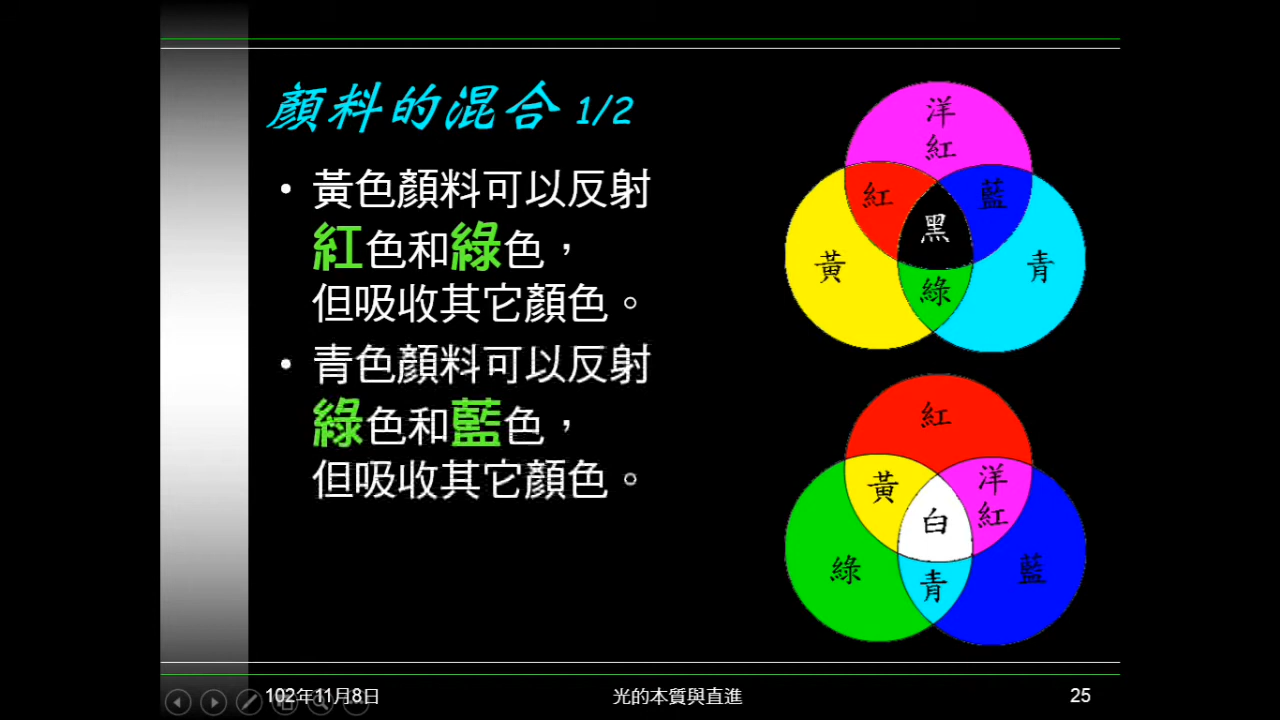 顏料的混合 1/2
• 黃色顏料可以反射
紅色和綠色，
但吸收其它顏色。
• 青色顏料可以反射
綠色和藍色，
但吸收其它顏色。
洋
紅
紅
藍
黑
黃
青
綠
紅
黃
洋
紅
白
綠
藍
青
102年11月8日
光的本質與直進
25